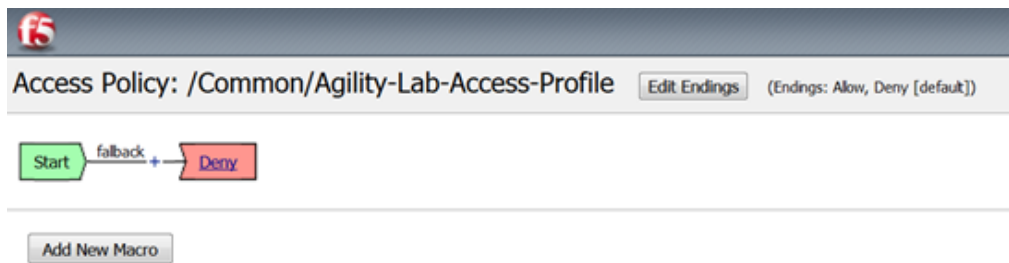 f5
Access Policy: /Common/Agility-Lab-Access-Profile Edit Endings (Endings: Allow, Deny [default])
Start fallback + Deny
Add New Macro